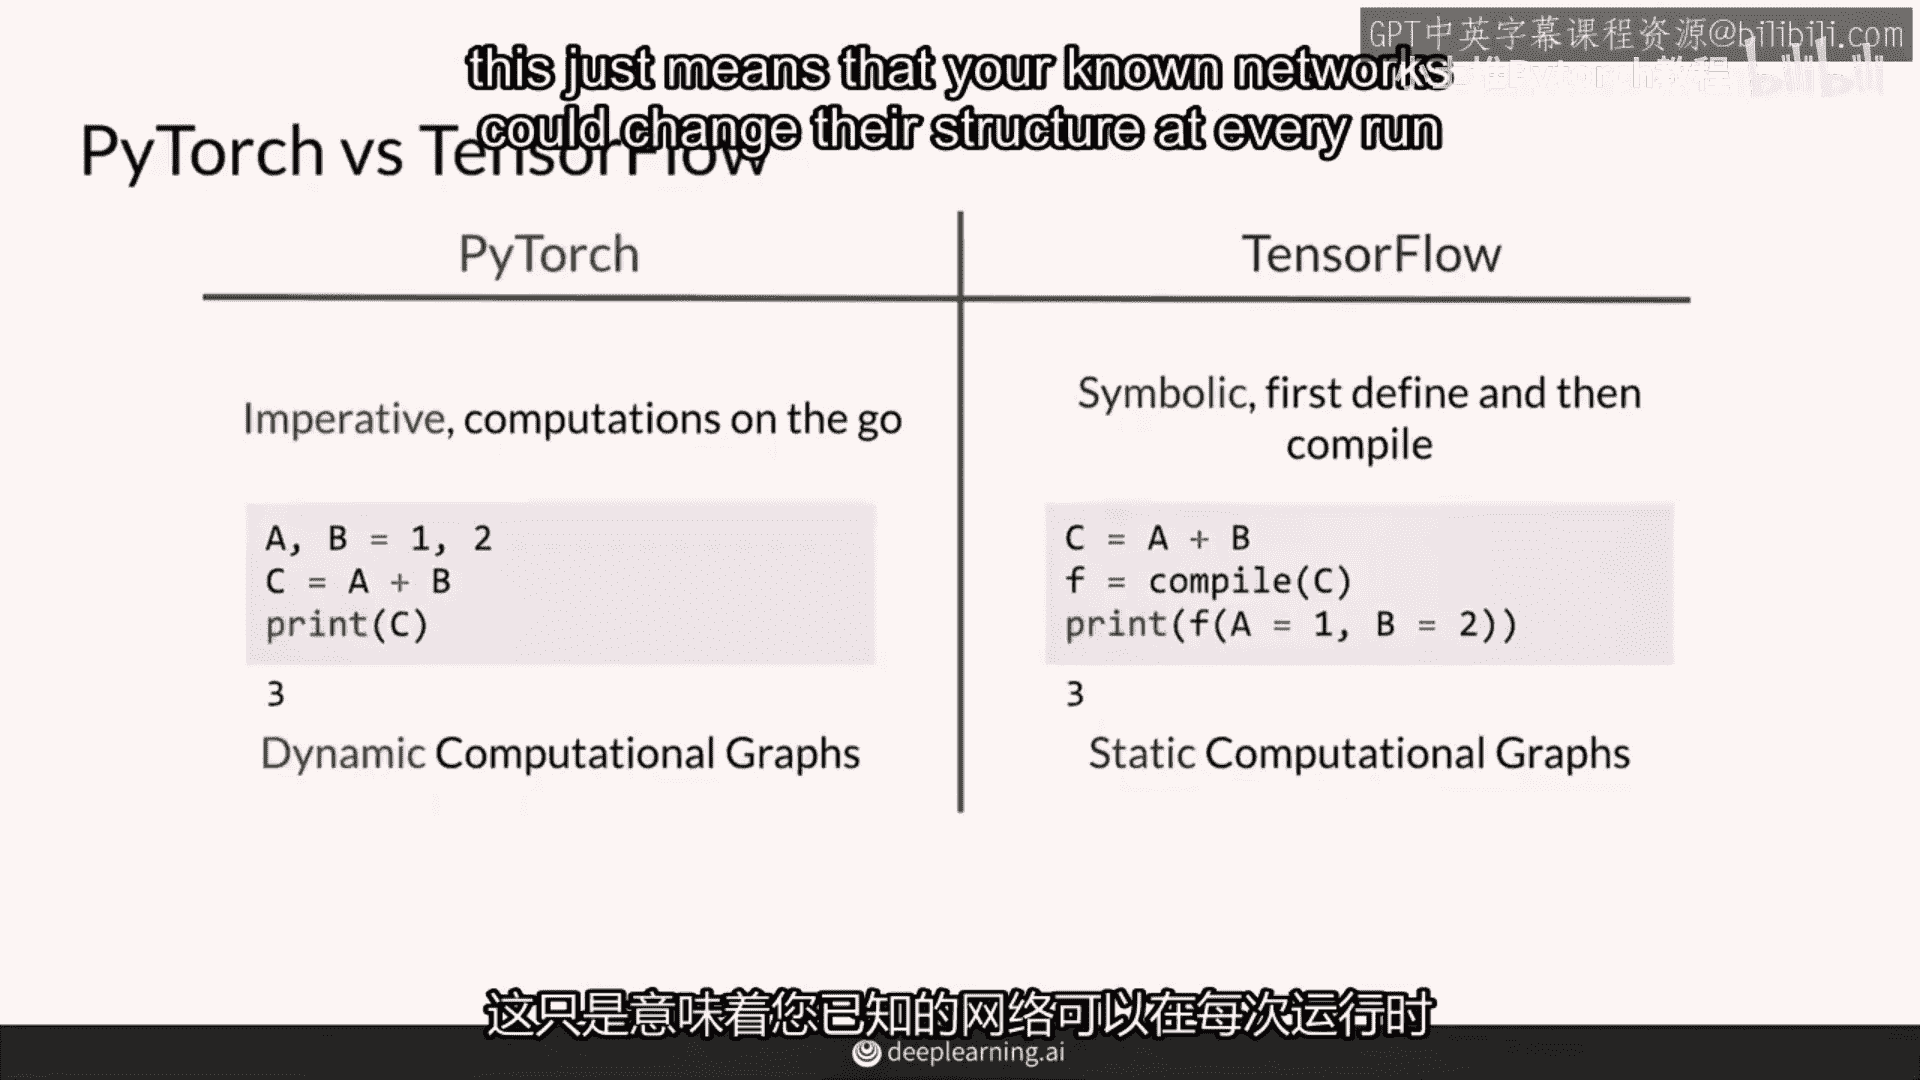 GPT中英字幕课程资源@bilibili.com
this just means that your known networks
could change their structure at every run
PyTorch vs TensorFlow
PyTorch
TensorFlow
Imperative, computations on the go
A, B = 1, 2
C = A + B
print(C)
3
Dynamic Computational Graphs
Symbolic, first define and then
compile
C = A + B
f = compile(C)
print(f(A = 1, B = 2))
3
Static Computational Graphs
这只是意味着您已知的网络可以在每次运行时
deeplearning.ai